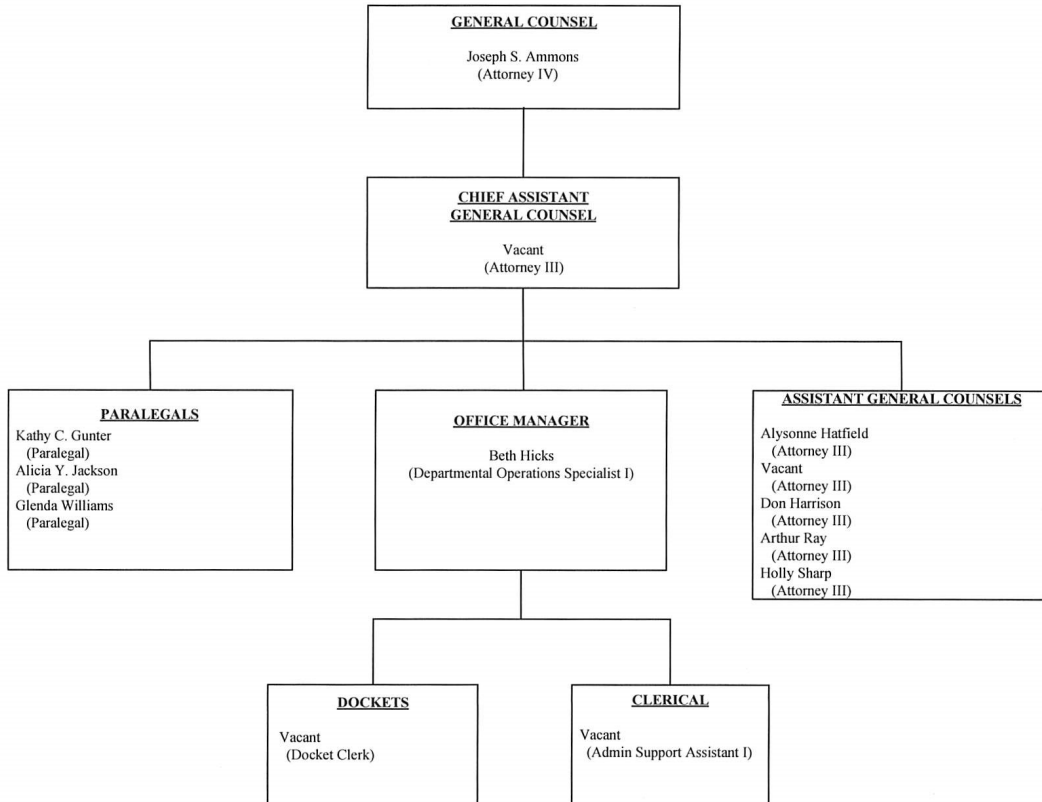 GENERAL COUNSEL
Joseph S. Ammons
(Attorney IV)
CHIEF ASSISTANT
GENERAL COUNSEL
Vacant
(Attorney III)
PARALEGALS
Kathy C. Gunter
(Paralegal)
Alicia Y. Jackson
(Paralegal)
Glenda Williams
(Paralegal)
OFFICE MANAGER
Beth Hicks
(Departmental Operations Specialist I)
ASSISTANT GENERAL COUNSELS
Alysonne Hatfield
(Attorney III)
Vacant
(Attorney III)
Don Harrison
(Attorney III)
Arthur Ray
(Attorney III)
Holly Sharp
(Attorney III)
DOCKETS
Vacant
(Docket Clerk)
CLERICAL
Vacant
(Admin Support Assistant I)